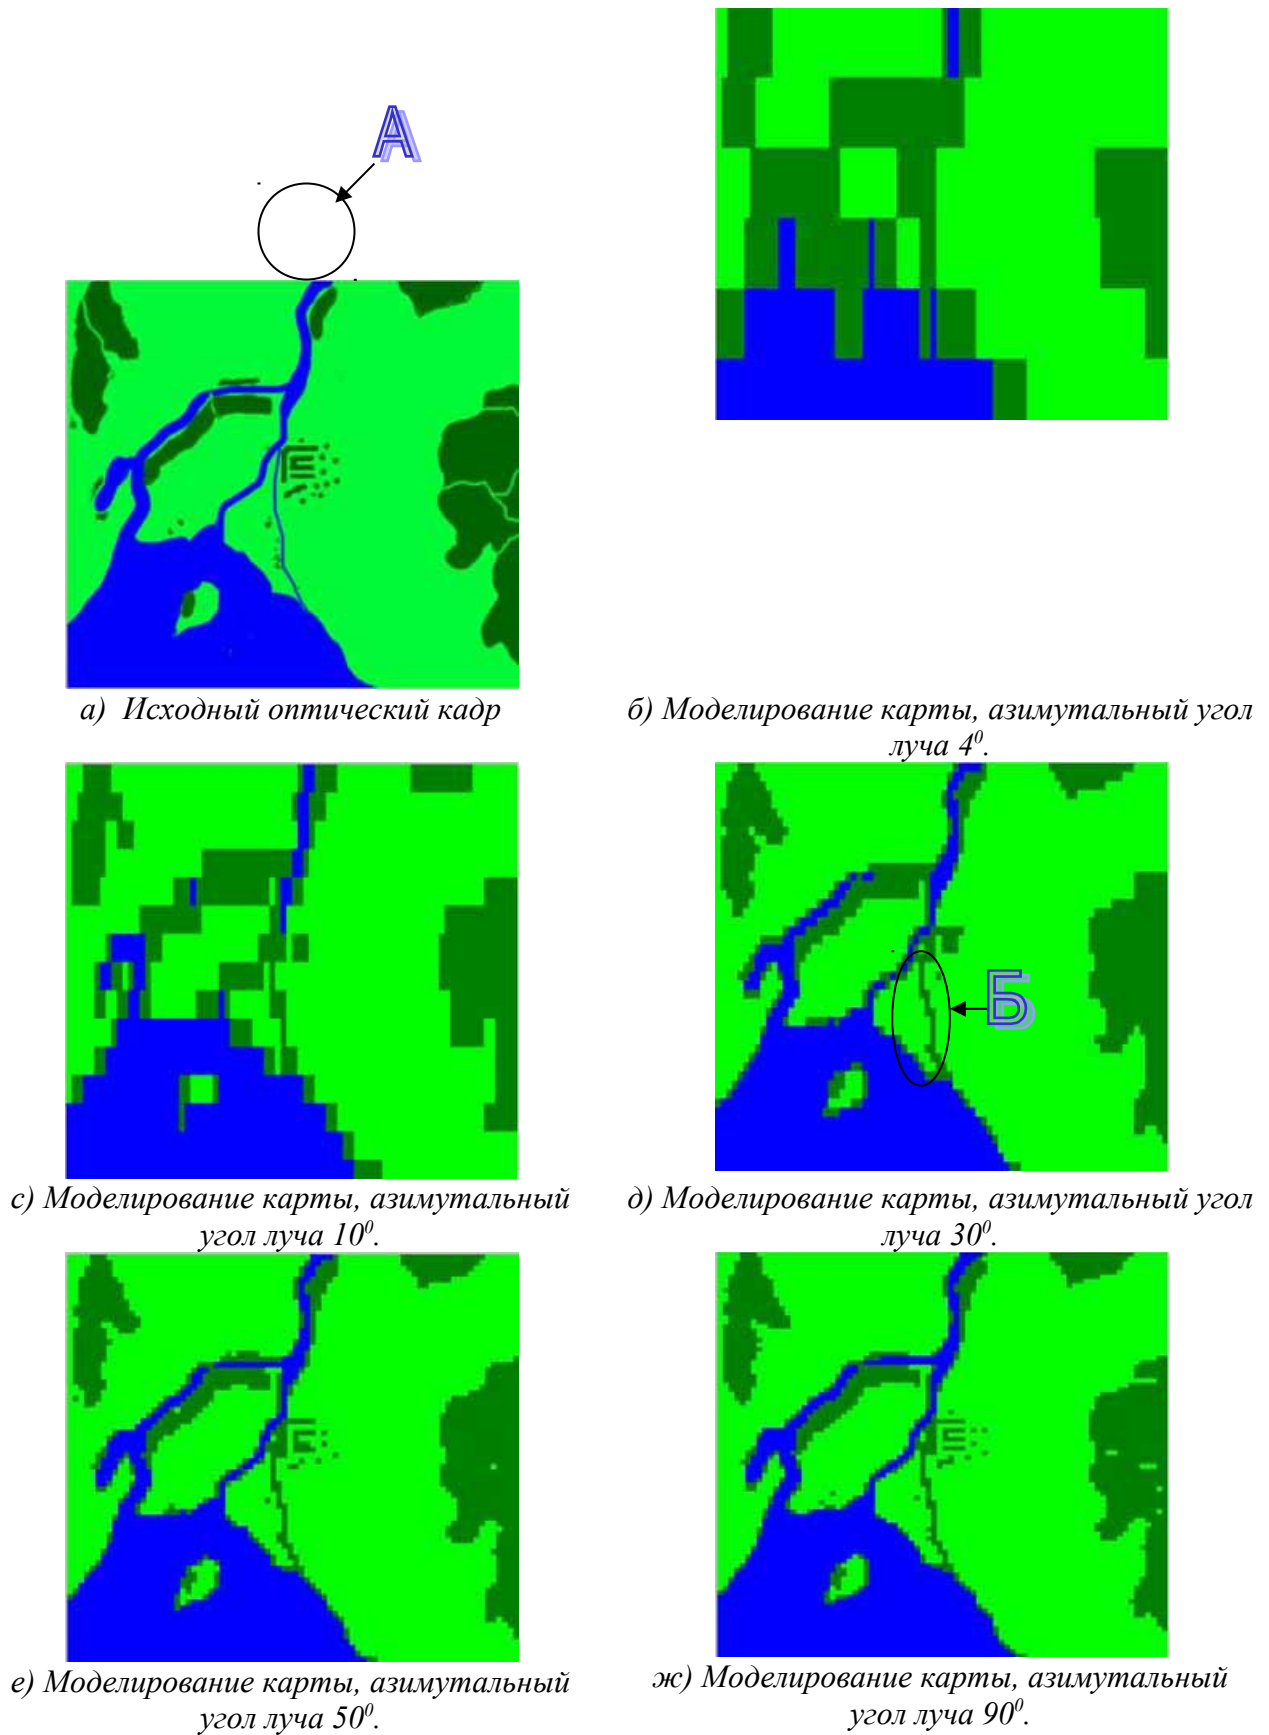 А
а) Исходный оптический кадр
б) Моделирование карты, азимутальный угол
луча 4⁰.
Б
с) Моделирование карты, азимутальный
угол луча 10⁰.
д) Моделирование карты, азимутальный угол
луча 30⁰.
е) Моделирование карты, азимутальный
угол луча 50⁰.
ж) Моделирование карты, азимутальный
угол луча 90⁰.